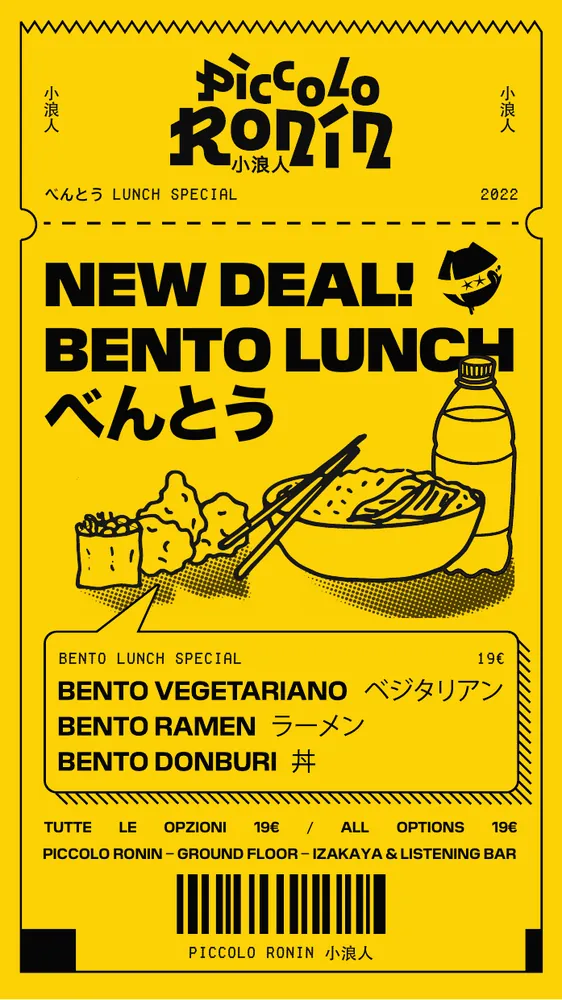 Piccolo
小浪人
小浪人
Ronin
小浪人
べんとう LUNCH SPECIAL 2022
NEW DEAL!
BENTO LUNCH
べんとう
BENTO LUNCH SPECIAL 19€
BENTO VEGETARIANO ベジタリアン
BENTO RAMEN ラーメン
BENTO DONBURI 丼
TUTTE LE OPZIONI 19€ / ALL OPTIONS 19€
PICCOLO RONIN – GROUND FLOOR – IZAKAYA & LISTENING BAR
PICCOLO RONIN 小浪人